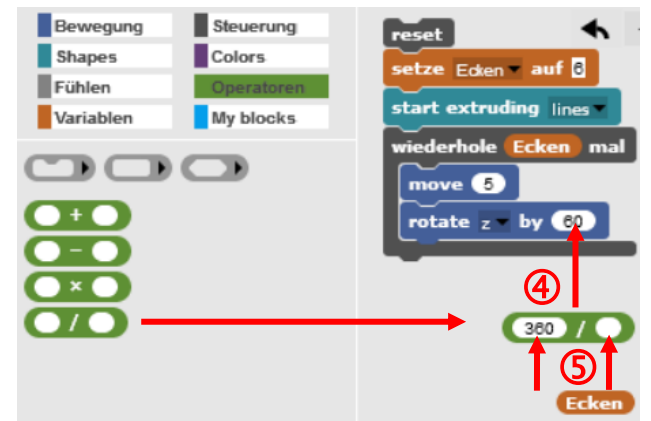 Bewegung Steuerung
Shapes Colors
Fühlen Operatoren
Variablen My blocks
+
−
×
/
reset
setze Ecken auf 6
start extruding lines
wiederhole Ecken mal
move 5
rotate z by 60
④
360 /
⑤
Ecken